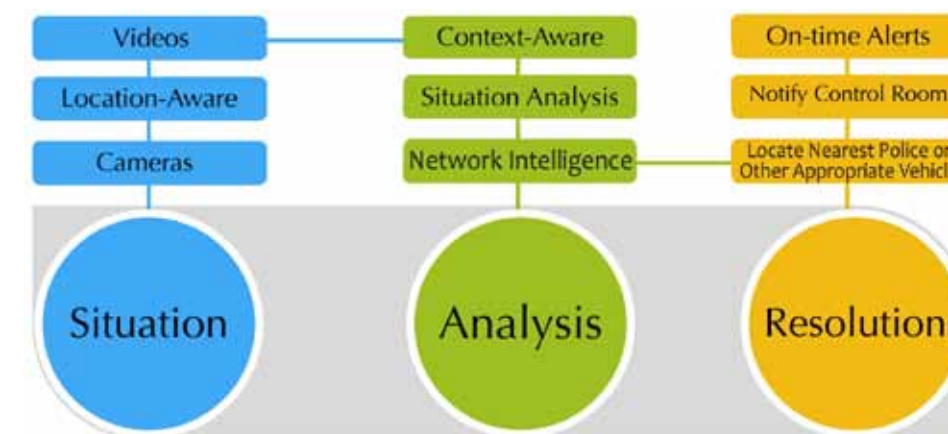 Videos
Location-Aware
Cameras
Situation
Context-Aware
Situation Analysis
Network Intelligence
Analysis
On-time Alerts
Notify Control Room
Locate Nearest Police or
Other Appropriate
Resolution